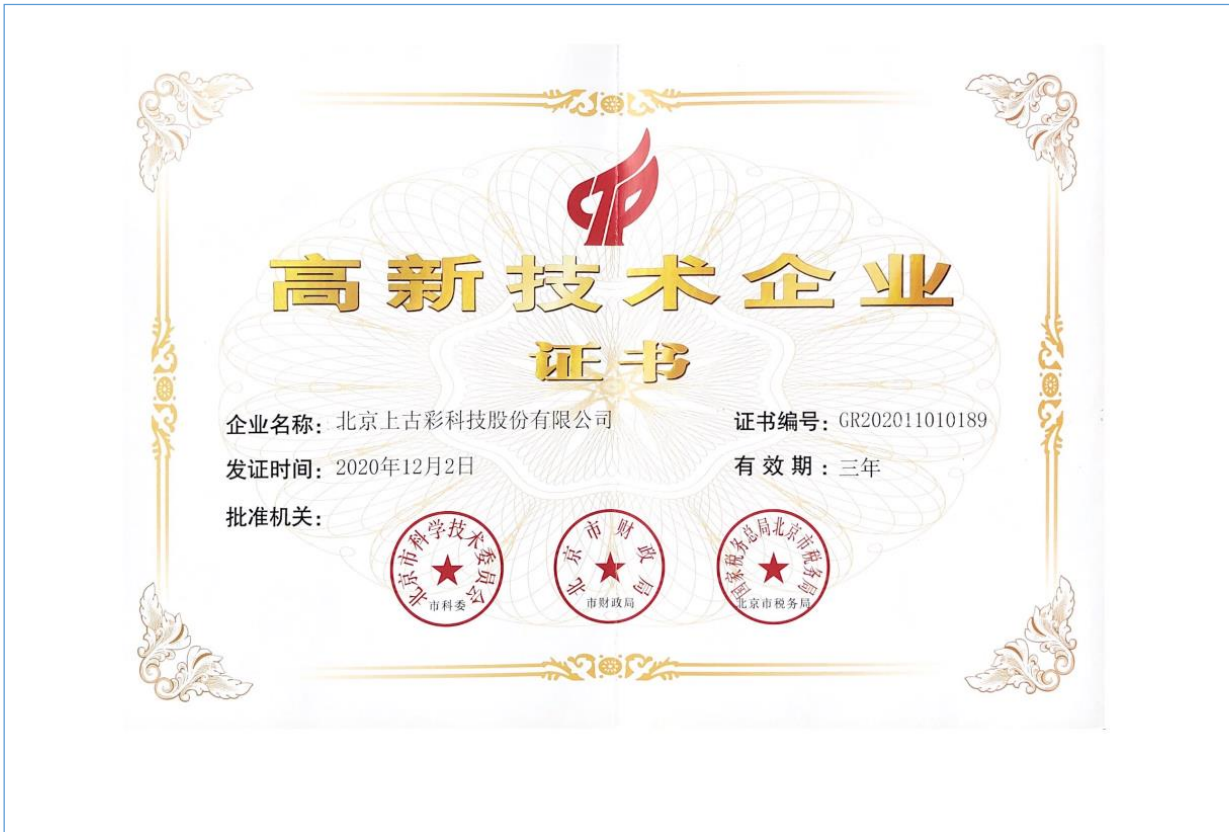 高新技术企业
证书
企业名称：北京上古彩科技股份有限公司
证书编号：GR202011010189
发证时间：2020年12月2日
有效期：三年
批准机关：
北京市科学技术委员会
市科委
北京市财政局
市财政局
国家税务总局北京市税务局
北京市税务局